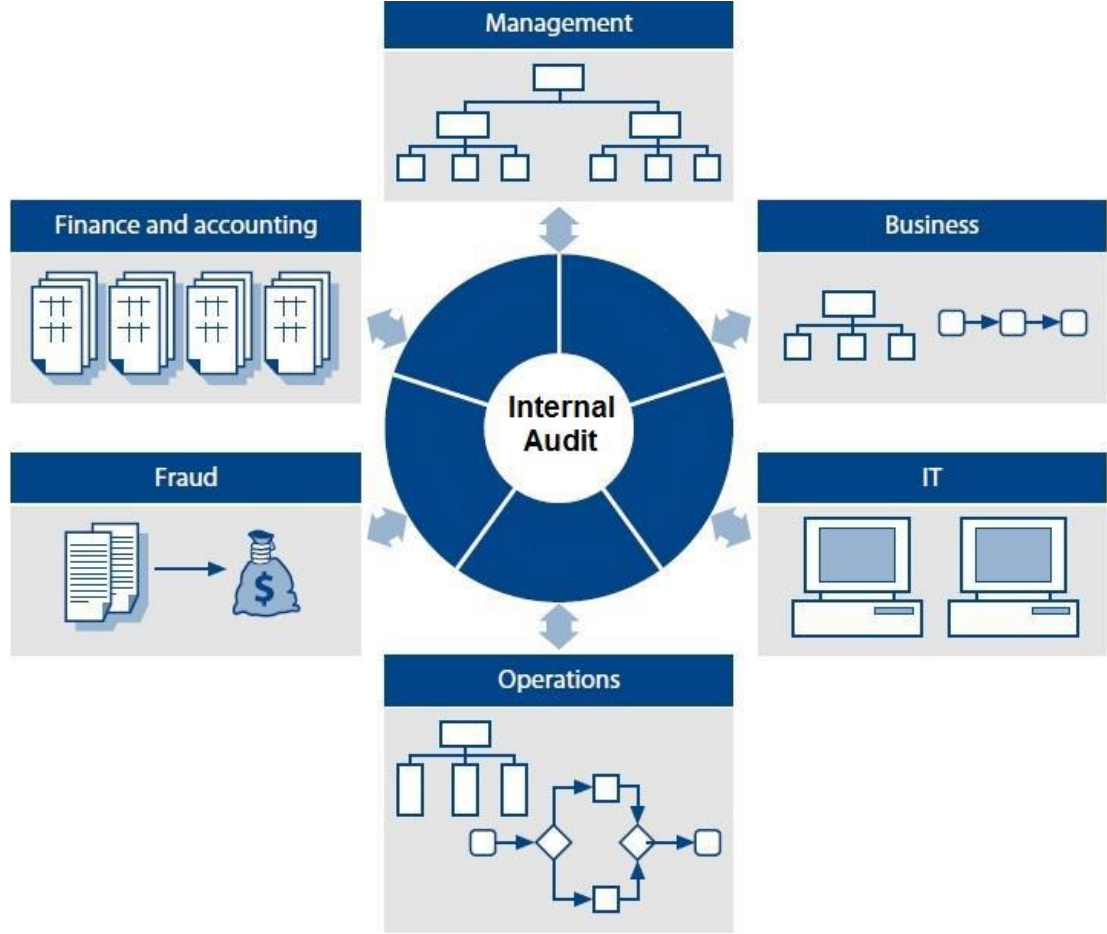 Management
Finance and accounting
Business
Internal
Audit
Fraud
$
IT
Operations